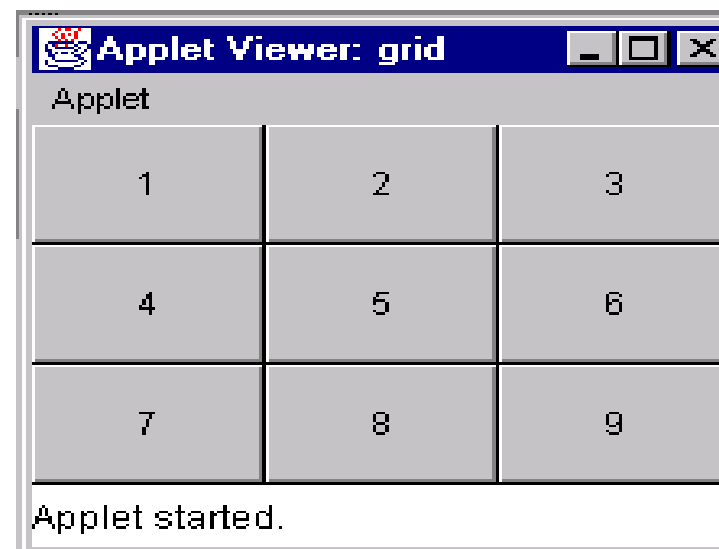 Applet Viewer: grid
Applet
1 2 3
4 5 6
7 8 9
Applet started.